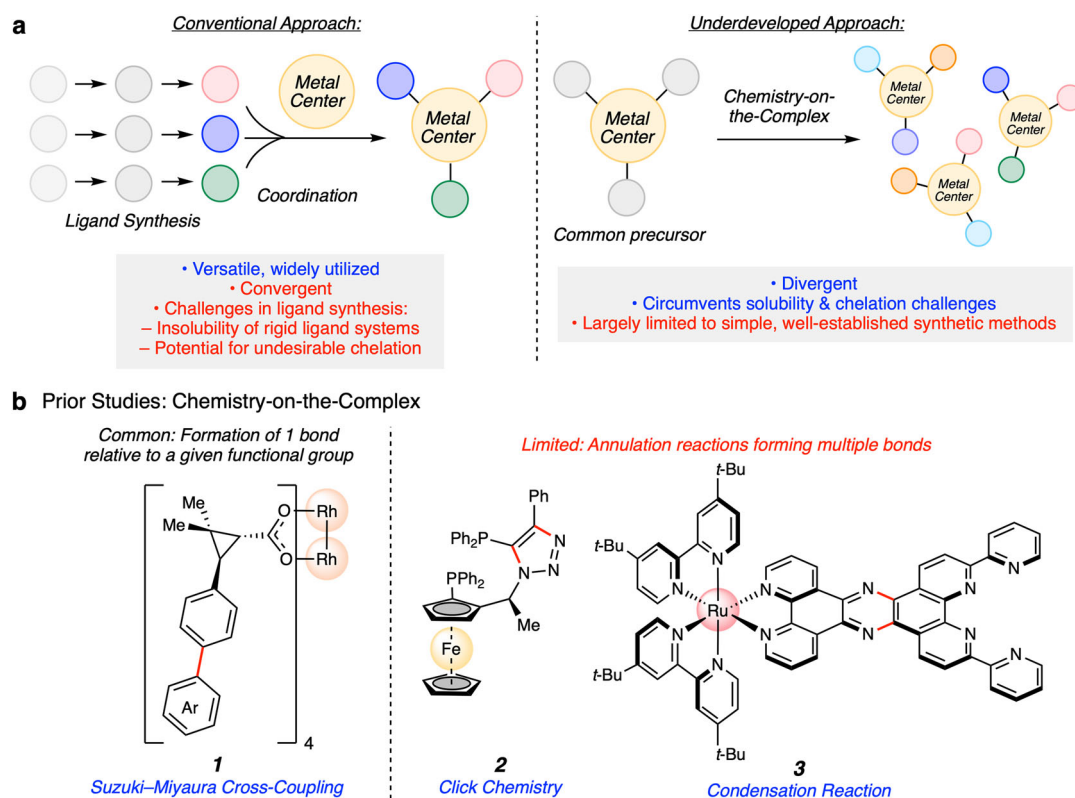 a
Conventional Approach:
Metal
Center
Metal
Center
Ligand Synthesis
Coordination
• Versatile, widely utilized
• Convergent
• Challenges in ligand synthesis:
– Insolubility of rigid ligand systems
– Potential for undesirable chelation
Underdeveloped Approach:
Metal
Center
Common precursor
Chemistry-on-
the-Complex
Metal
Center
Metal
Center
Metal
Center
• Divergent
• Circumvents solubility & chelation challenges
• Largely limited to simple, well-established synthetic methods
b Prior Studies: Chemistry-on-the-Complex
Common: Formation of 1 bond
relative to a given functional group
Me
Me
O
O
Rh
Rh
Ar
4
1
Suzuki–Miyaura Cross-Coupling
Limited: Annulation reactions forming multiple bonds
Ph
Ph2P
N
N
N
PPh2
Me
Fe
2
Click Chemistry
t-Bu
t-Bu
N
N
Ru
N
N
N
N
t-Bu
t-Bu
N
N
N
N
N
N
3
Condensation Reaction